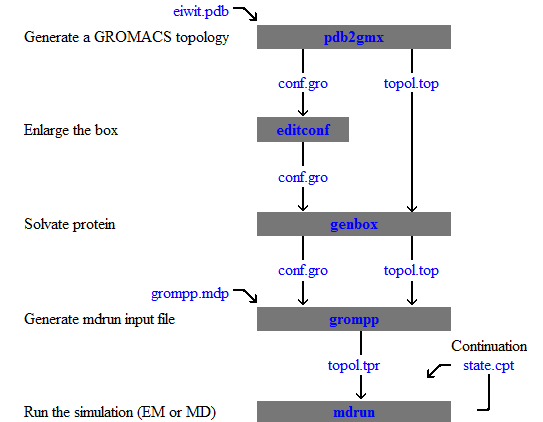 eiwit.pdb
Generate a GROMACS topology
pdb2gmx
conf.gro
topol.top
Enlarge the box
editconf
conf.gro
Solvate protein
genbox
conf.gro
topol.top
grompp.mdp
Generate mdrun input file
grompp
Continuation
topol.tpr
state.cpt
Run the simulation (EM or MD)
mdrun